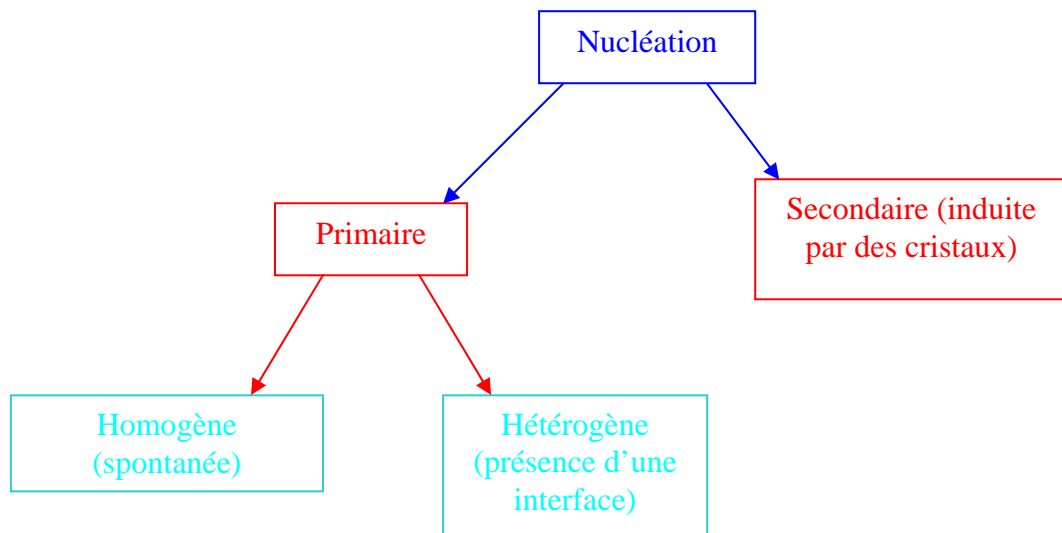 Nucléation
Secondaire (induite
par des cristaux)
Primaire
Homogène
(spontanée)
Hétérogène
(présence d’une
interface)